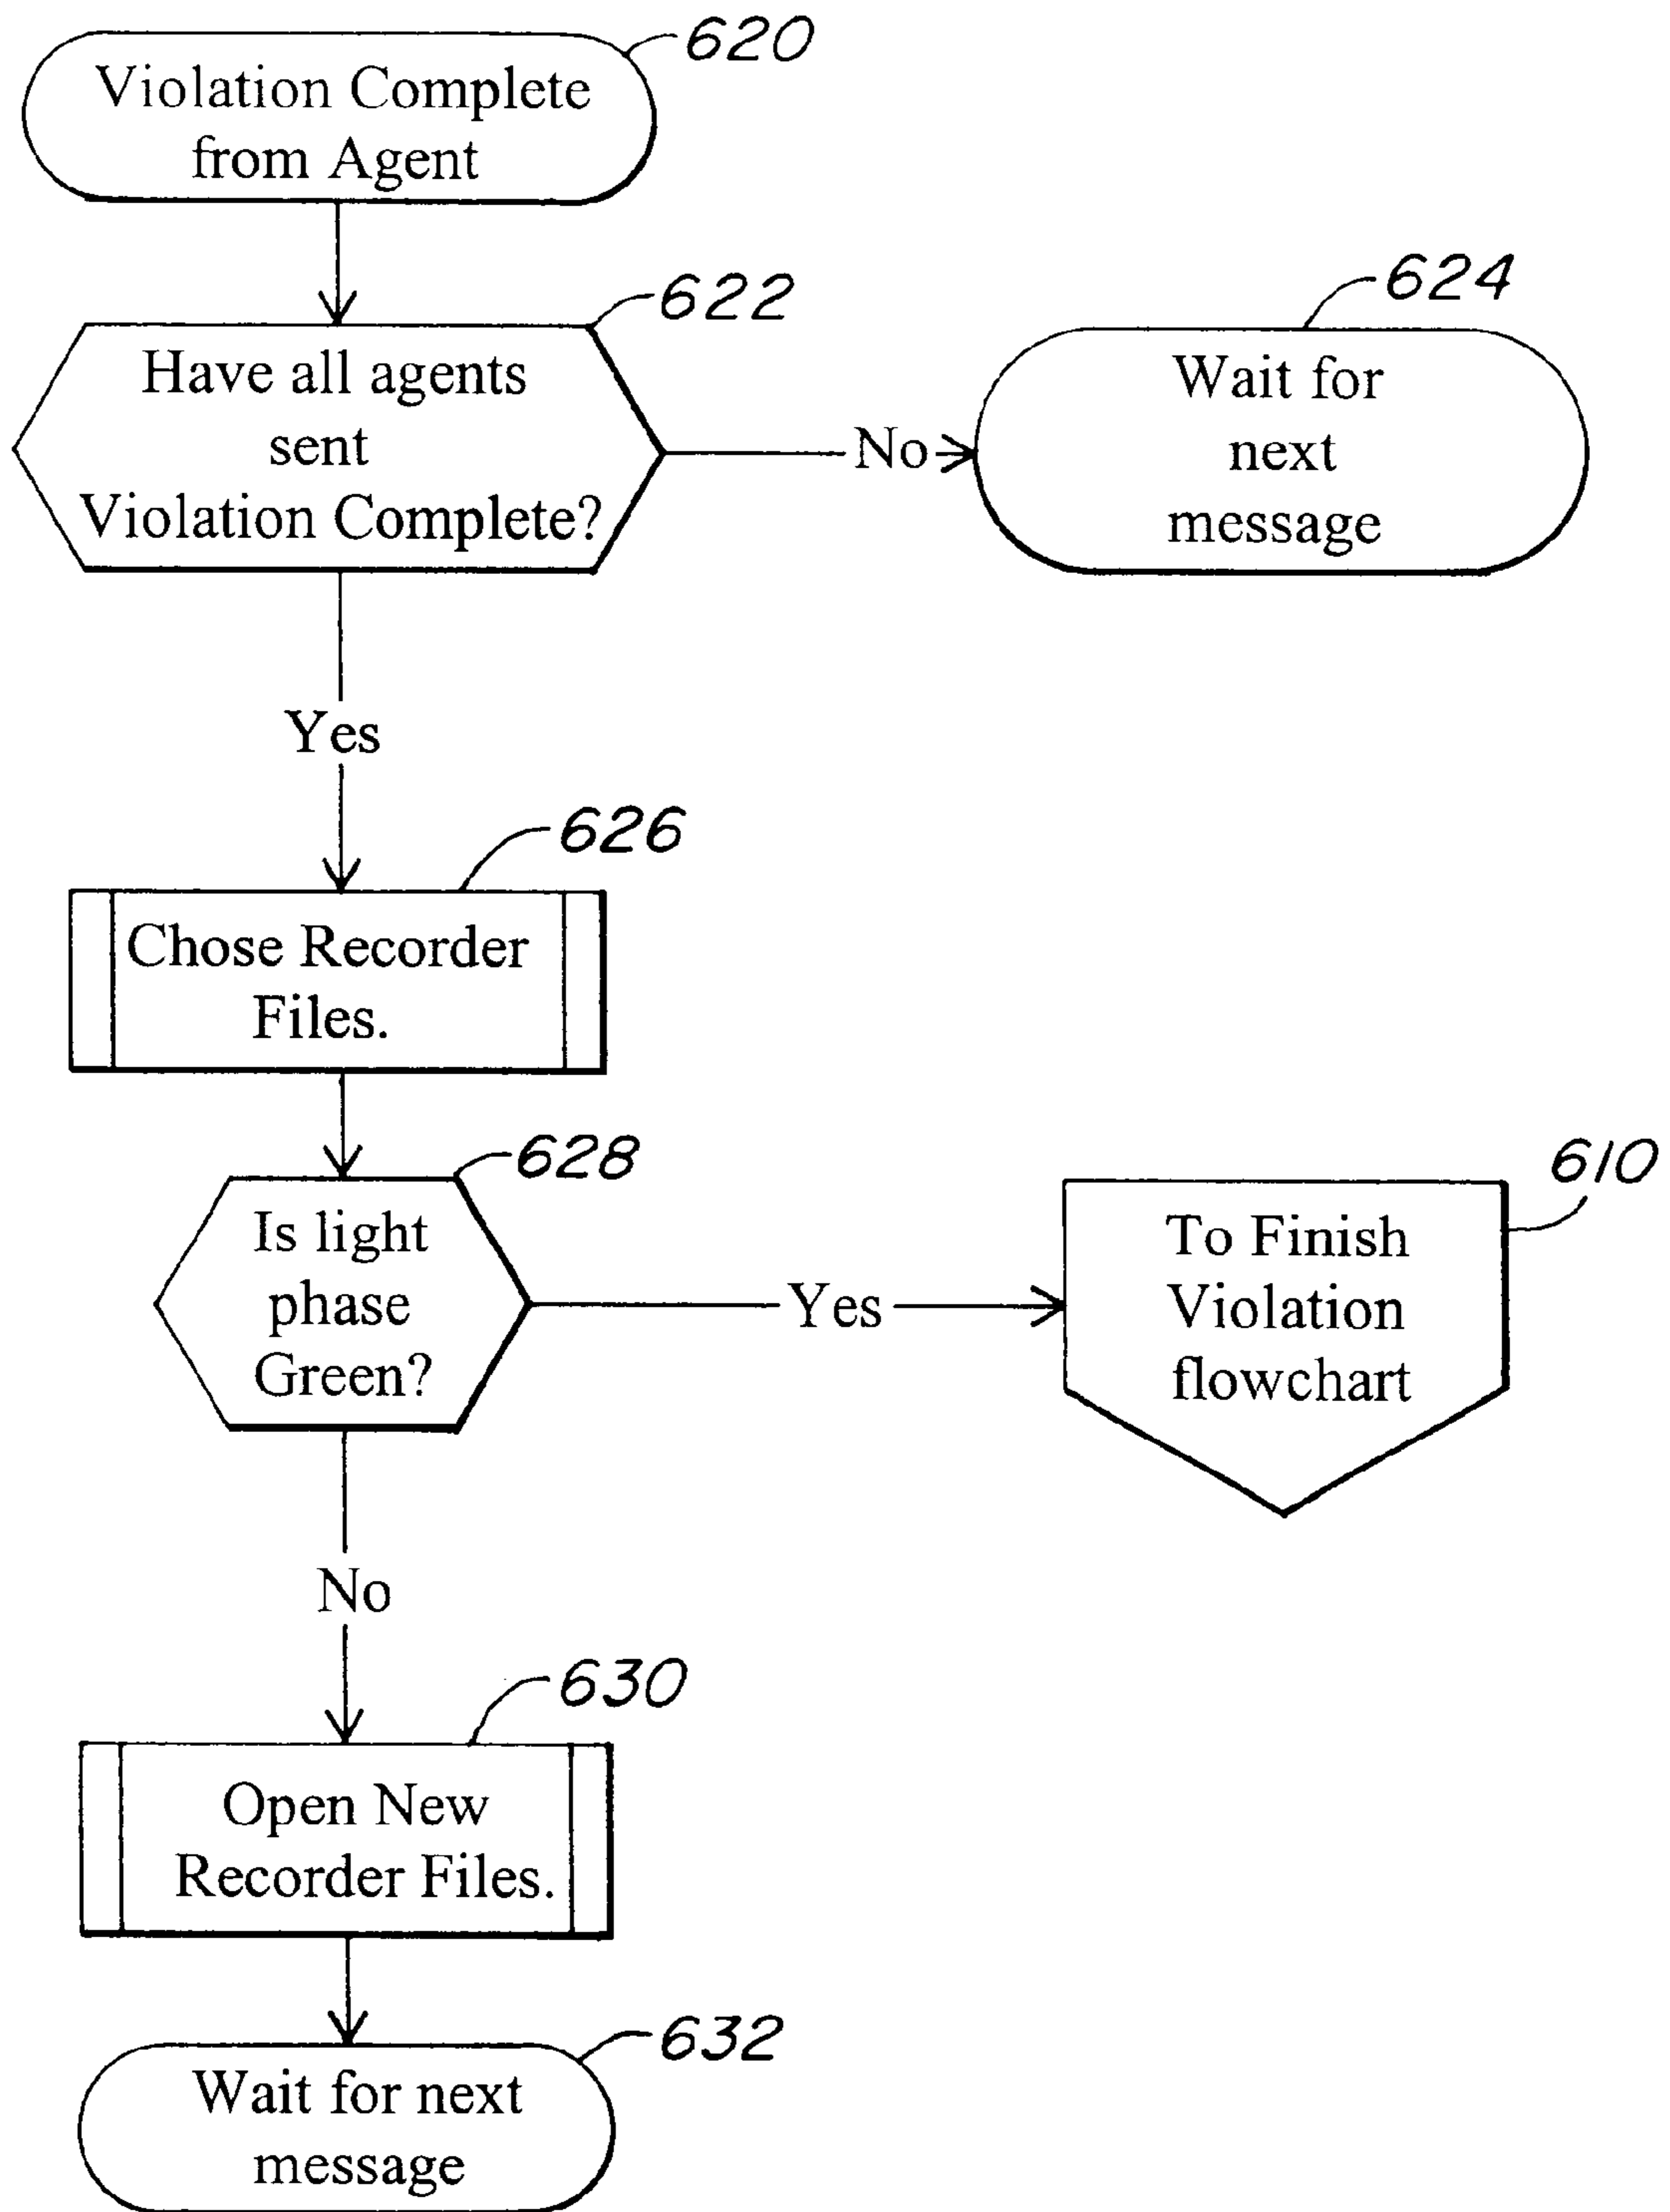 620
Violation Complete
from Agent
622
Have all agents
sent
Violation Complete?
No
624
Wait for
next
message
Yes
626
Chose Recorder
Files.
628
Is light
phase
Green?
Yes
610
To Finish
Violation
flowchart
No
630
Open New
Recorder Files.
632
Wait for next
message